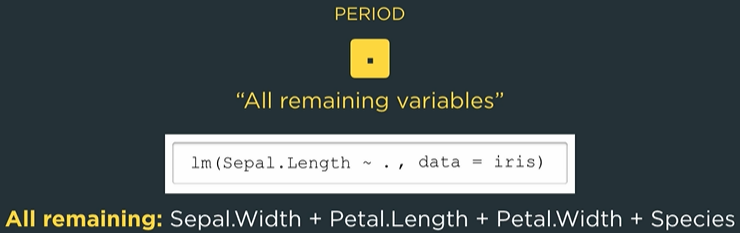 PERIOD
.
“All remaining variables”
lm(Sepal.Length ~ ., data = iris)
All remaining: Sepal.Width + Petal.Length + Petal.Width + Species